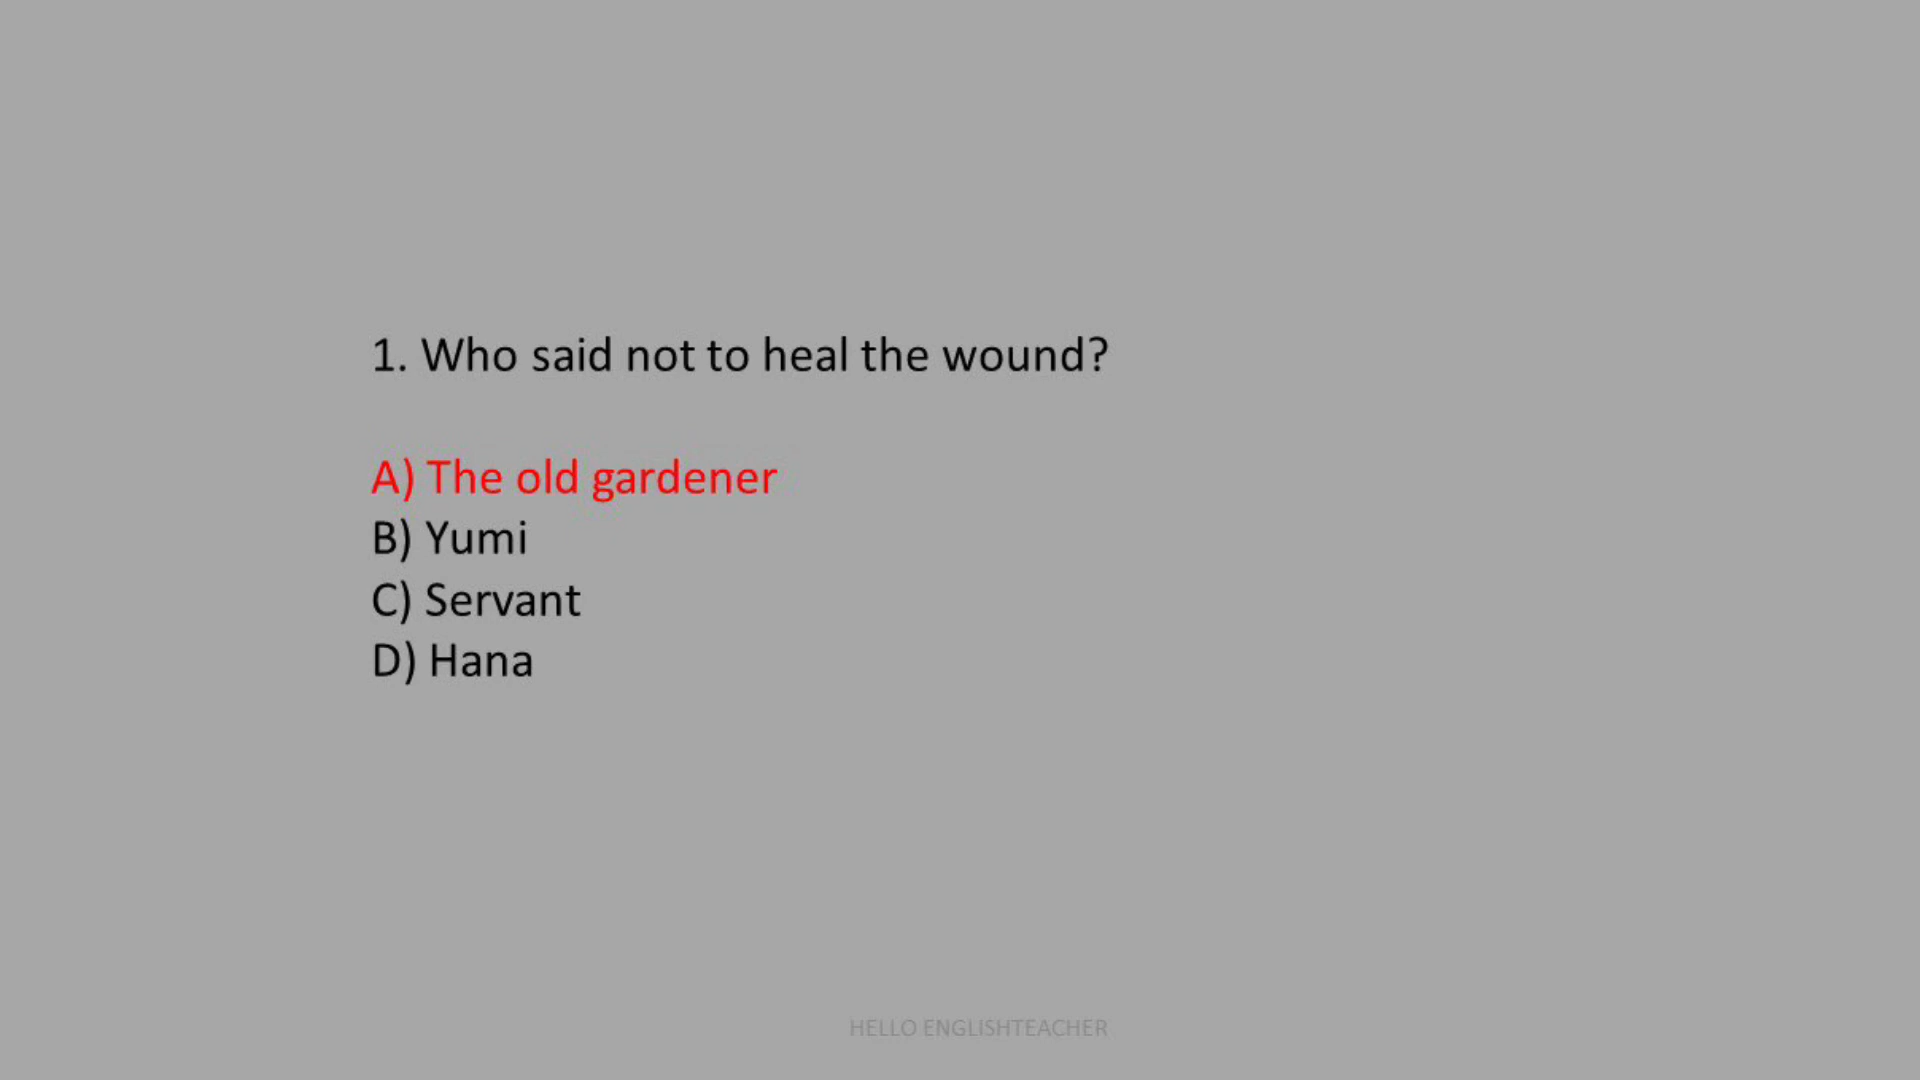 1. Who said not to heal the wound?
A) The old gardener
B) Yumi
C) Servant
D) Hana
HELLO ENGLISHTEACHER